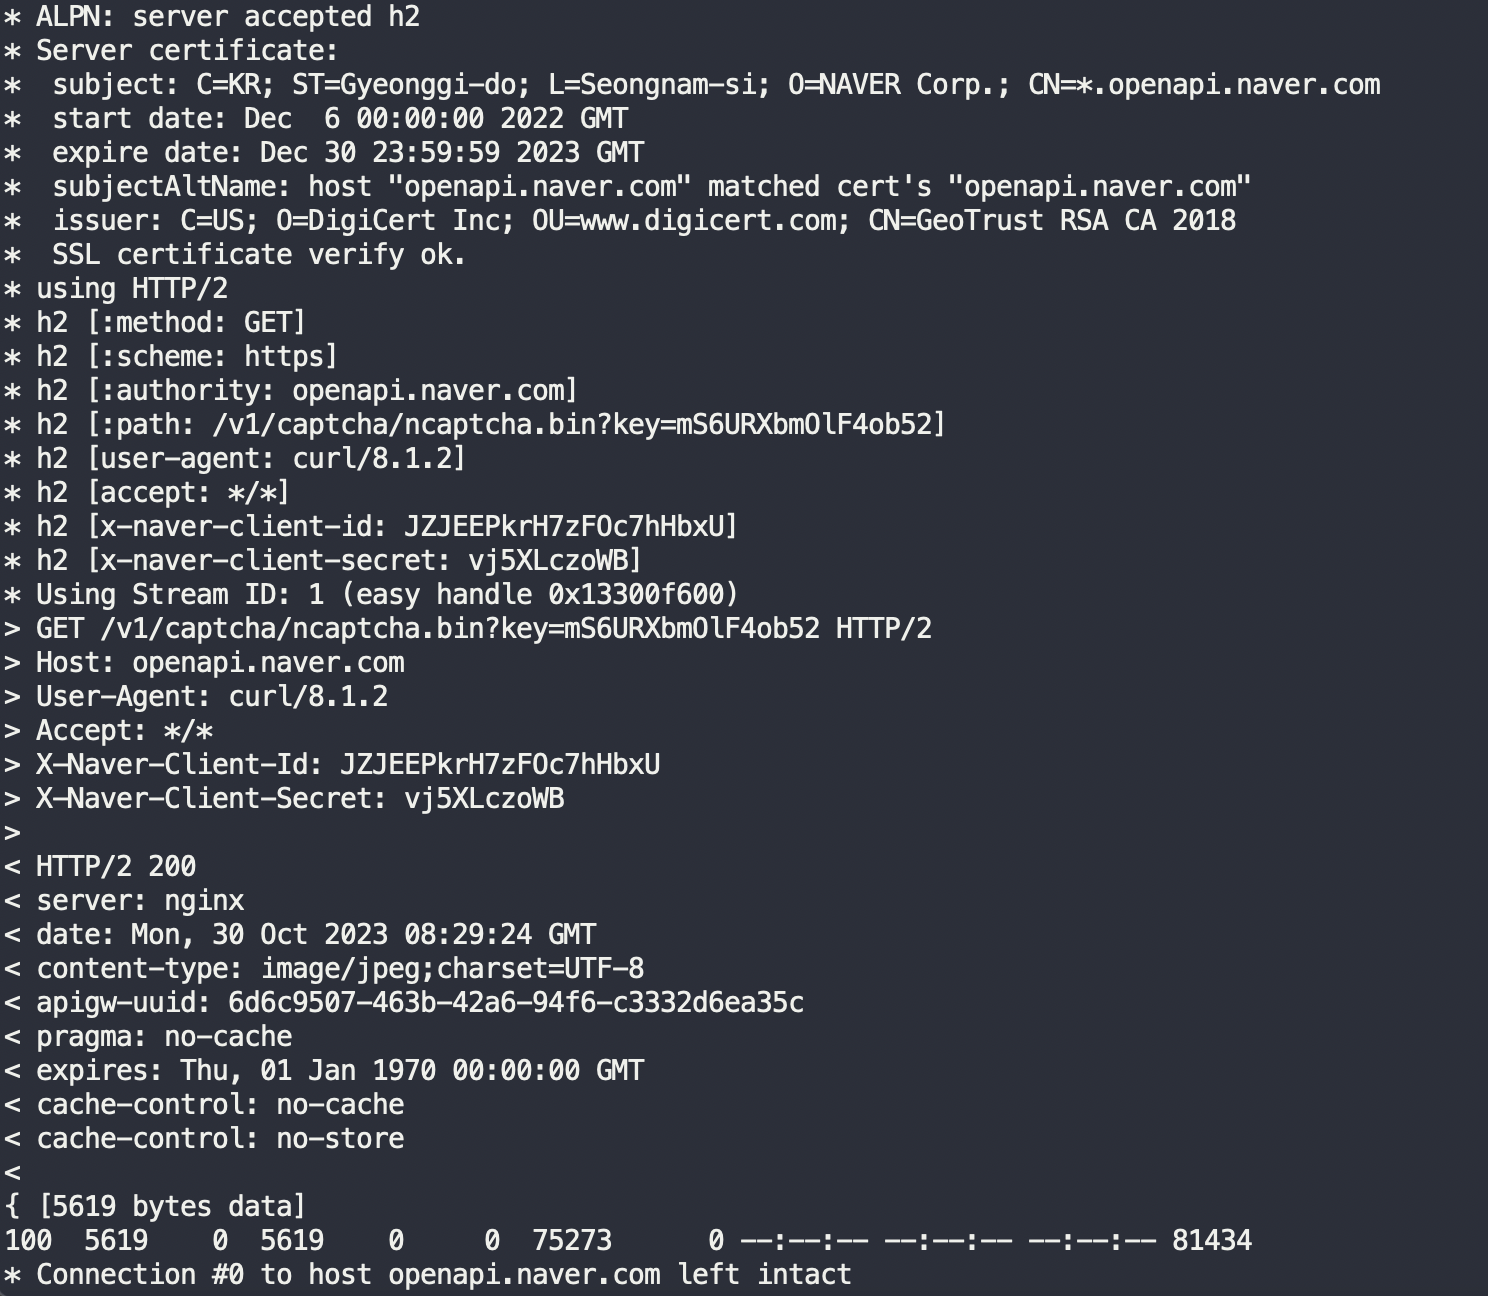 * ALPN: server accepted h2
* Server certificate:
*  subject: C=KR; ST=Gyeonggi-do; L=Seongnam-si; O=NAVER Corp.; CN=*.openapi.naver.com
*  start date: Dec  6 00:00:00 2022 GMT
*  expire date: Dec 30 23:59:59 2023 GMT
*  subjectAltName: host "openapi.naver.com" matched cert's "openapi.naver.com"
*  issuer: C=US; O=DigiCert Inc; OU=www.digicert.com; CN=GeoTrust RSA CA 2018
*  SSL certificate verify ok.
* using HTTP/2
* h2 [:method: GET]
* h2 [:scheme: https]
* h2 [:authority: openapi.naver.com]
* h2 [:path: /v1/captcha/ncaptcha.bin?key=mS6URXbmOlF4ob52]
* h2 [user-agent: curl/8.1.2]
* h2 [accept: */*]
* h2 [x-naver-client-id: JZJEEPkrH7zFOc7hHbxU]
* h2 [x-naver-client-secret: vj5XLczoWB]
* Using Stream ID: 1 (easy handle 0x13300f600)
> GET /v1/captcha/ncaptcha.bin?key=mS6URXbmOlF4ob52 HTTP/2
> Host: openapi.naver.com
> User-Agent: curl/8.1.2
> Accept: */*
> X-Naver-Client-Id: JZJEEPkrH7zFOc7hHbxU
> X-Naver-Client-Secret: vj5XLczoWB
>
< HTTP/2 200
< server: nginx
< date: Mon, 30 Oct 2023 08:29:24 GMT
< content-type: image/jpeg;charset=UTF-8
< apigw-uuid: 6d6c9507-463b-42a6-94f6-c3332d6ea35c
< pragma: no-cache
< expires: Thu, 01 Jan 1970 00:00:00 GMT
< cache-control: no-cache
< cache-control: no-store
<
{ [5619 bytes data]
100  5619    0  5619    0     0  75273      0 --:--:-- --:--:-- --:--:-- 81434
* Connection #0 to host openapi.naver.com left intact